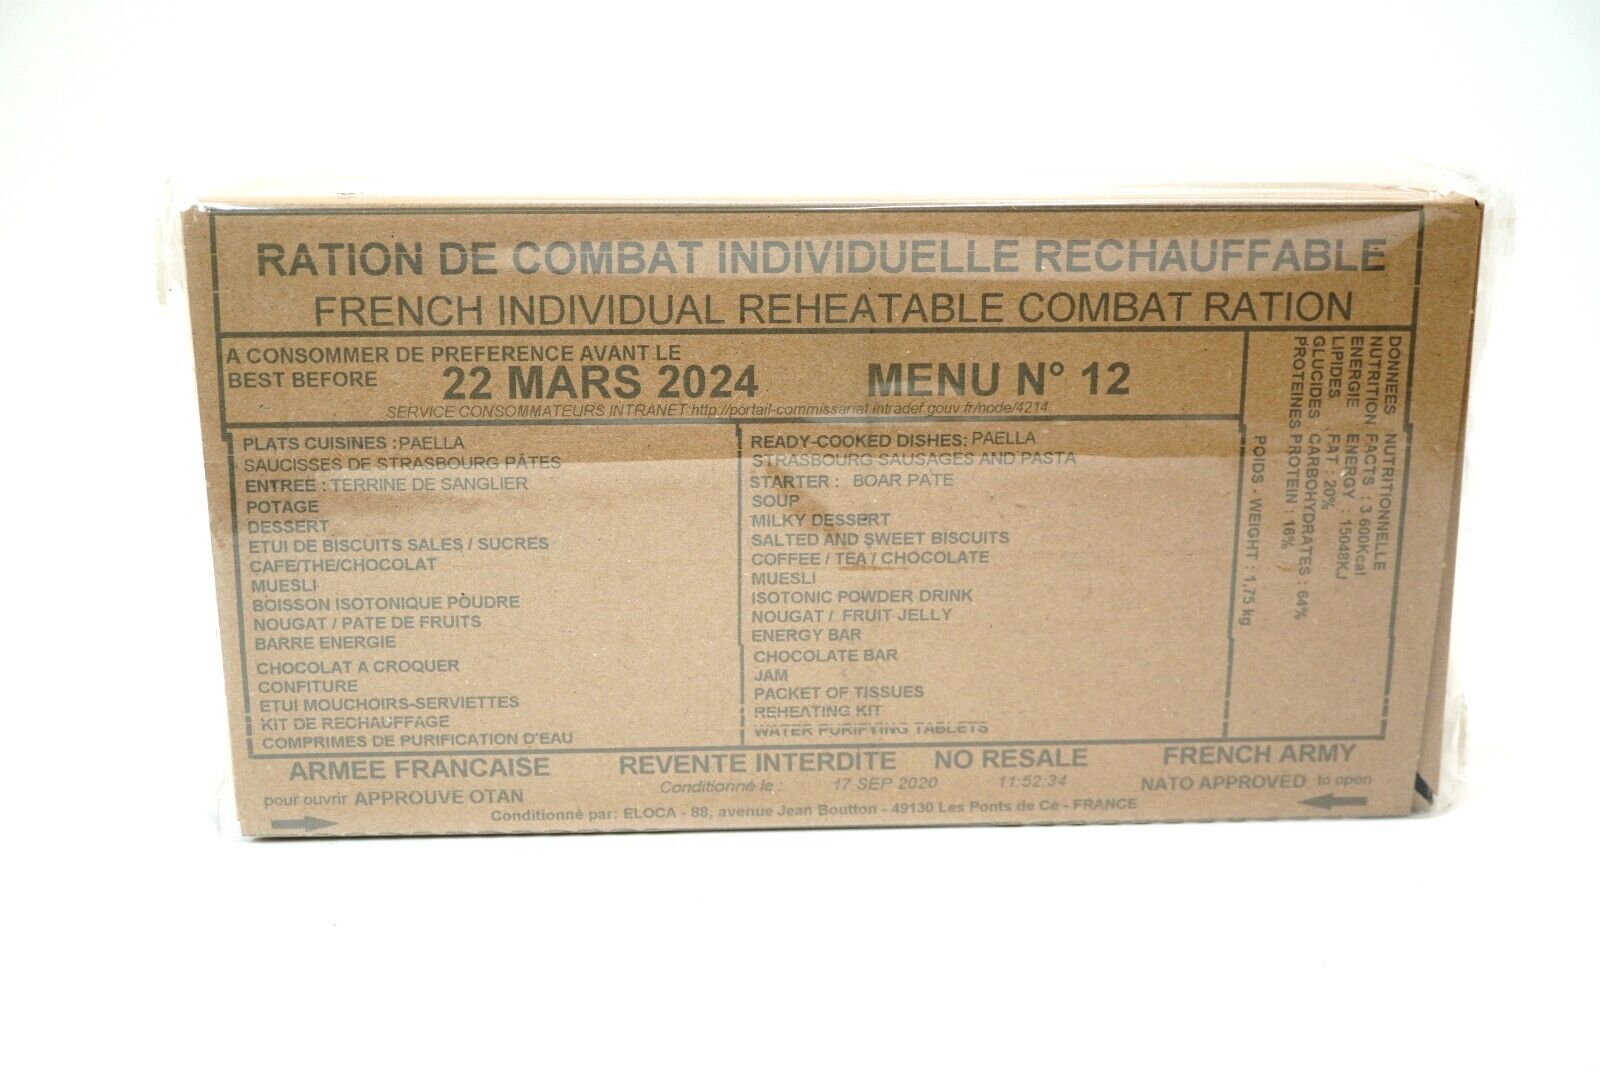 RATION DE COMBAT INDIVIDUELLE RECHAUFFABLE
FRENCH INDIVIDUAL REHEATABLE COMBAT RATION
A CONSOMMER DE PREFERENCE AVANT LE
BEST BEFORE
22 MARS 2024 MENU N° 12
SERVICE CONSOMMATEURS INTRANET:http://portail-commissariat.intradef.gouv.fr/node/4214
PLATS CUISINES :PAELLA
SAUCISSES DE STRASBOURG PÂTES
ENTREE : TERRINE DE SANGLIER
POTAGE
DESSERT
ETUI DE BISCUITS SALES / SUCRES
CAFE/THE/CHOCOLAT
MUESLI
BOISSON ISOTONIQUE POUDRE
NOUGAT / PATE DE FRUITS
BARRE ENERGIE
CHOCOLAT A CROQUER
CONFITURE
ETUI MOUCHOIRS-SERVIETTES
KIT DE RECHAUFFAGE
COMPRIMES DE PURIFICATION D'EAU
READY-COOKED DISHES: PAELLA
STRASBOURG SAUSAGES AND PASTA
STARTER : BOAR PATE
SOUP
MILKY DESSERT
SALTED AND SWEET BISCUITS
COFFEE / TEA / CHOCOLATE
MUESLI
ISOTONIC POWDER DRINK
NOUGAT / FRUIT JELLY
ENERGY BAR
CHOCOLATE BAR
JAM
PACKET OF TISSUES
REHEATING KIT
WATER PURIFYING TABLETS
DONNEES NUTRITIONNELLE
NUTRITION FACTS : 3 600Kcal
ENERGIE ENERGY : 15048KJ
LIPIDES FAT : 20%
GLUCIDES : CARBOHYDRATES : 64%
PROTEINES PROTEIN : 16%
POIDS - WEIGHT : 1,75 kg
ARMEE FRANCAISE REVENTE INTERDITE NO RESALE FRENCH ARMY
pour ouvrir APPROUVE OTAN Conditionné le : 17 SEP 2020 11:52:34 NATO APPROVED to open
Conditionné par: ELOCA - 88, avenue Jean Boutton - 49130 Les Ponts de Cé - FRANCE